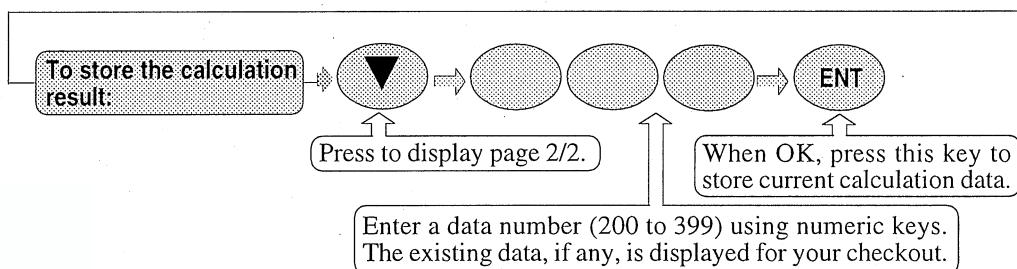 To store the calculation
result:
ENT
Press to display page 2/2.
When OK, press this key to
store current calculation data.
Enter a data number (200 to 399) using numeric keys.
The existing data, if any, is displayed for your checkout.